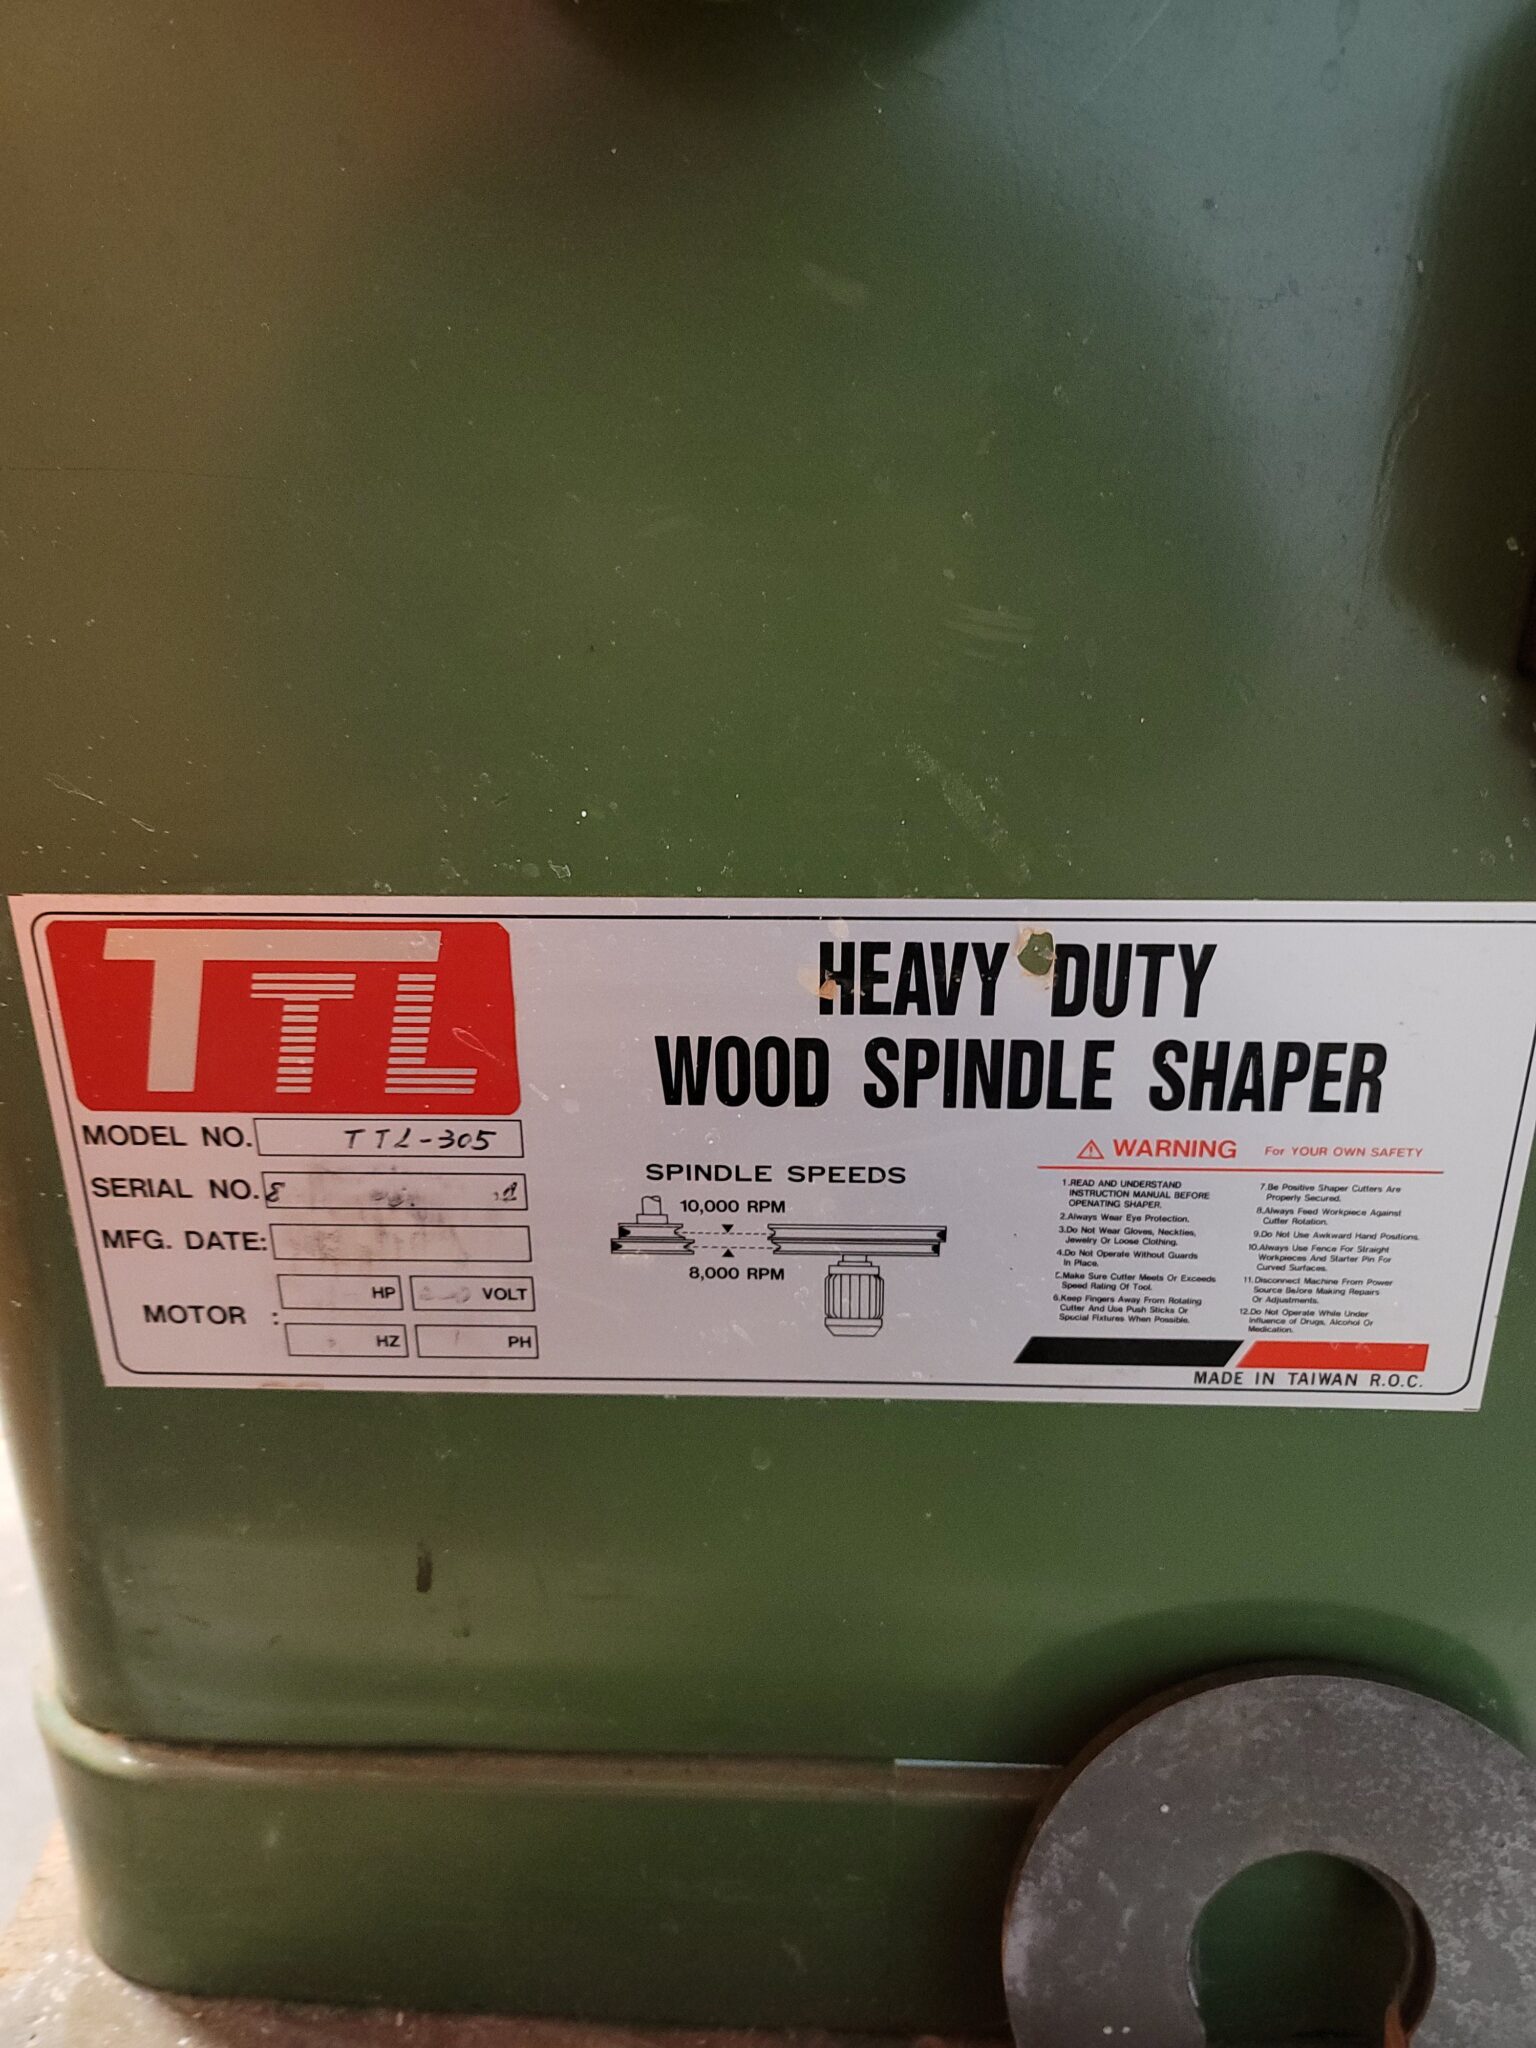 TTL
HEAVY DUTY
WOOD SPINDLE SHAPER
MODEL NO. TTL-305
SERIAL NO.
MFG. DATE:
MOTOR :
HP
VOLT
HZ
PH
SPINDLE SPEEDS
10,000 RPM
8,000 RPM
WARNING For YOUR OWN SAFETY
1.READ AND UNDERSTAND
INSTRUCTION MANUAL BEFORE
OPERATING SHAPER.
2.Always Wear Eye Protection.
3.Do Not Wear Gloves, Neckties,
Jewelry Or Loose Clothing.
4.Do Not Operate Without Guards
In Place.
5.Make Sure Cutter Meets Or Exceeds
Speed Rating Of Tool.
6.Keep Fingers Away From Rotating
Cutter And Use Push Sticks Or
Special Fixtures When Possible.
7.Be Positive Shaper Cutters Are
Properly Secured.
8.Always Feed Workpiece Against
Cutter Rotation.
9.Do Not Use Awkward Hand Positions.
10.Always Use Fence For Straight
Workpieces And Starter Pin For
Curved Surfaces.
11.Disconnect Machine From Power
Source Before Making Repairs
Or Adjustments.
12.Do Not Operate While Under
Influence of Drugs, Alcohol Or
Medication.
MADE IN TAIWAN R.O.C.